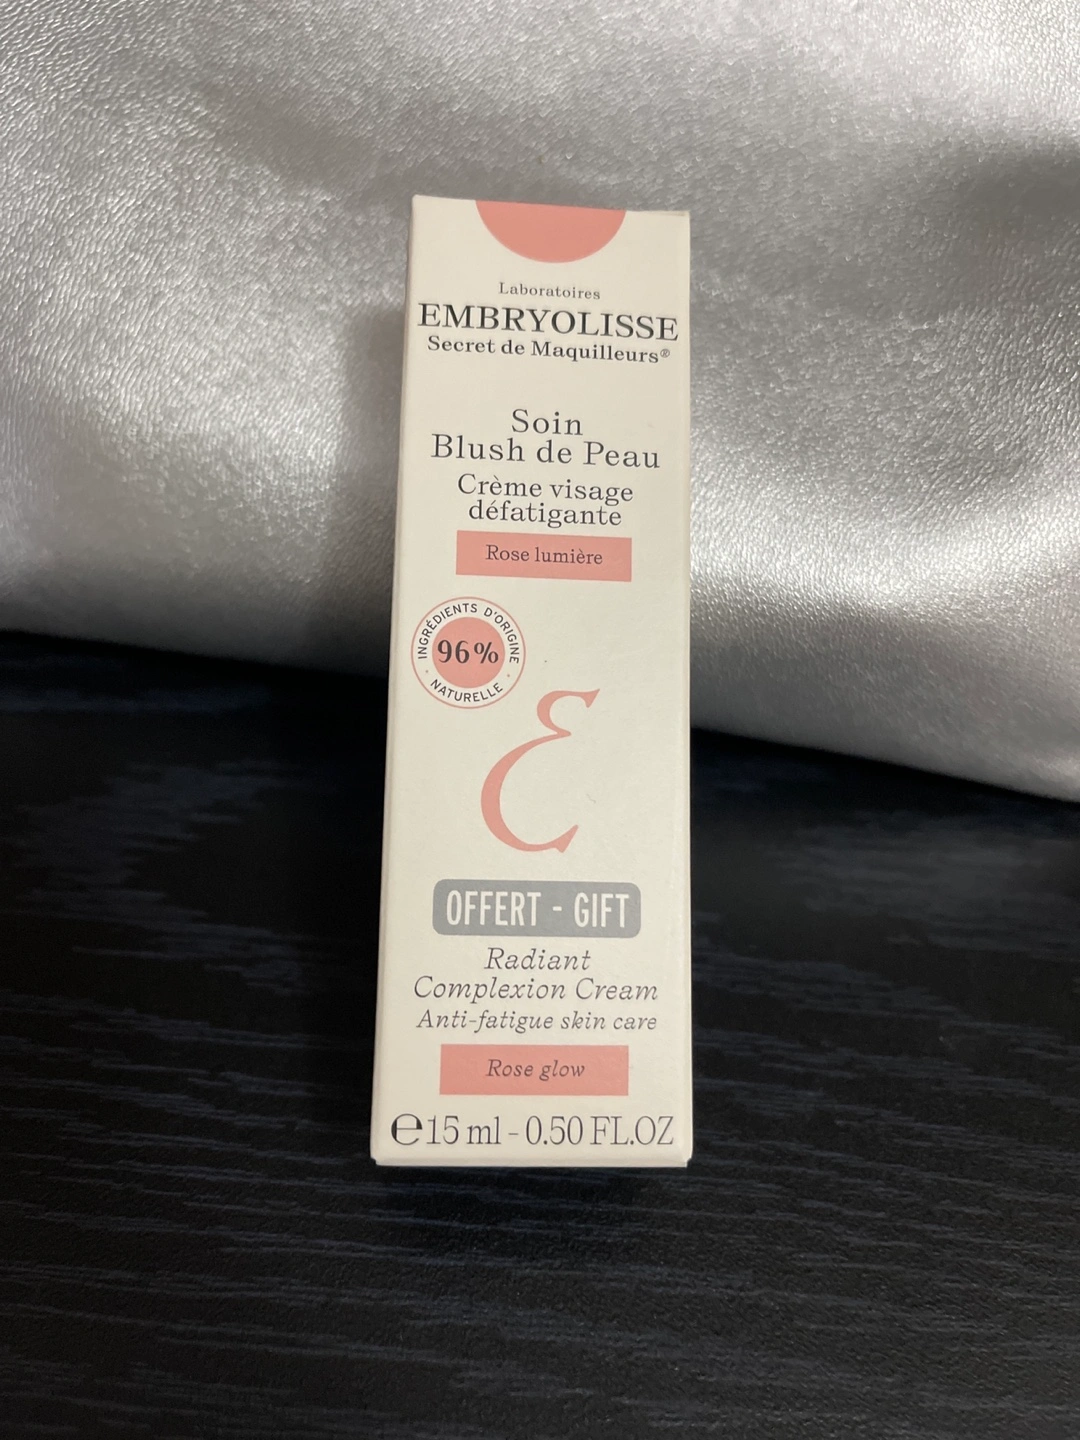 Laboratoires
EMBRYOLISSE
Secret de Maquilleurs®
Soin
Blush de Peau
Crème visage
défatigante
Rose lumière
INGRÉDIENTS D'ORIGINE
96%
NATURELLE
ε
OFFERT - GIFT
Radiant
Complexion Cream
Anti-fatigue skin care
Rose glow
℮15 ml - 0.50 FL.OZ